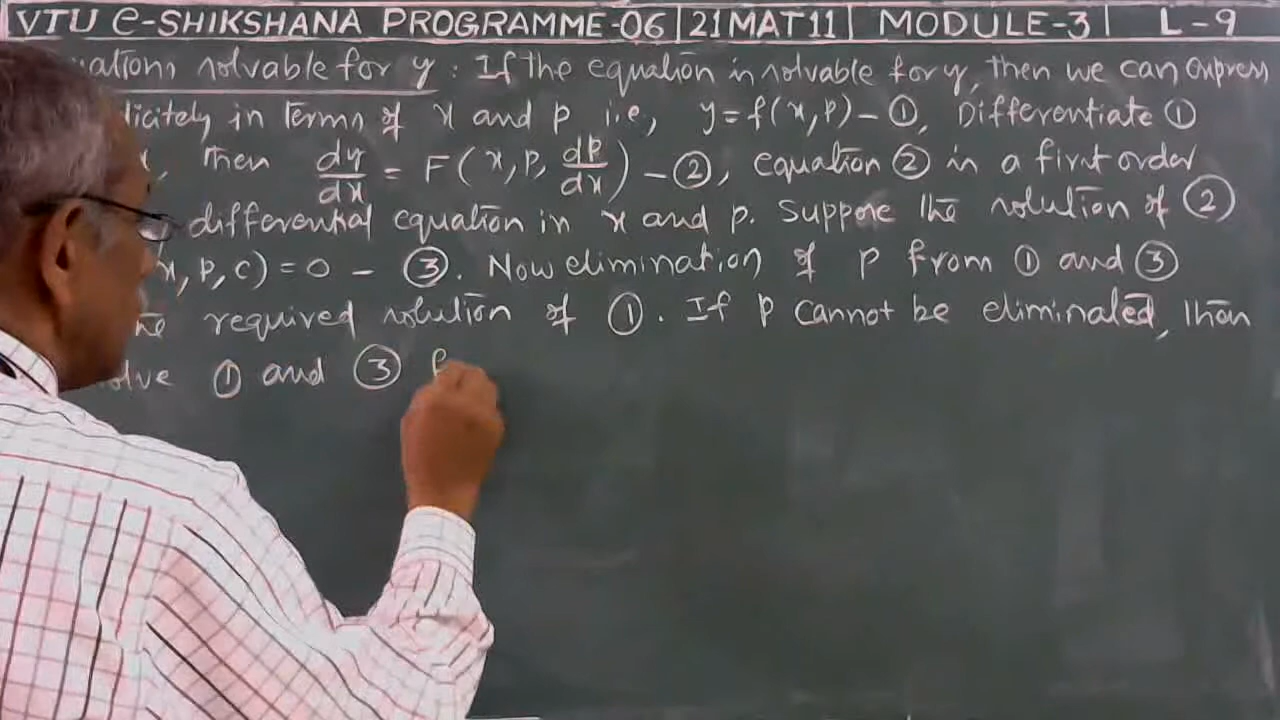 VTU e-SHIKSHANA PROGRAMME-06 | 21MAT11 | MODULE-3 | L-9
solvable for y : If the equation is solvable for y, then we can express
in terms of x and p i.e, y = f(x, p) - ①, Differentiate ①
x, then dy/dx = F(x, p, dp/dx) - ②, equation ② is a first order
differential equation in x and p. Suppose the solution of ②
x, p, c) = 0 - ③. Now elimination of p from ① and ③
required solution of ①. If p cannot be eliminated, then
① and ③